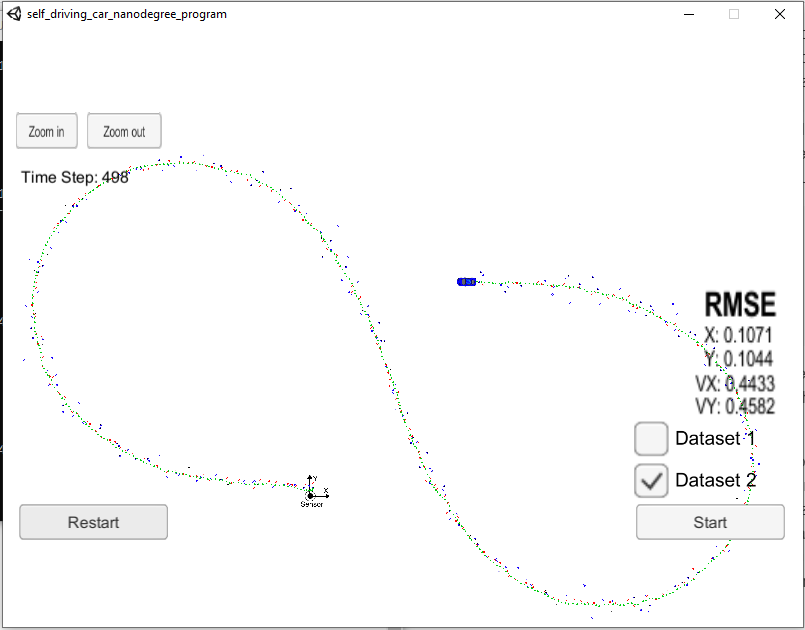 self_driving_car_nanodegree_program
Zoom in
Zoom out
Time Step: 498
RMSE
X: 0.1071
Y: 0.1044
VX: 0.4433
VY: 0.4582
Dataset 1
Dataset 2
y
x
Sensor
Restart
Start